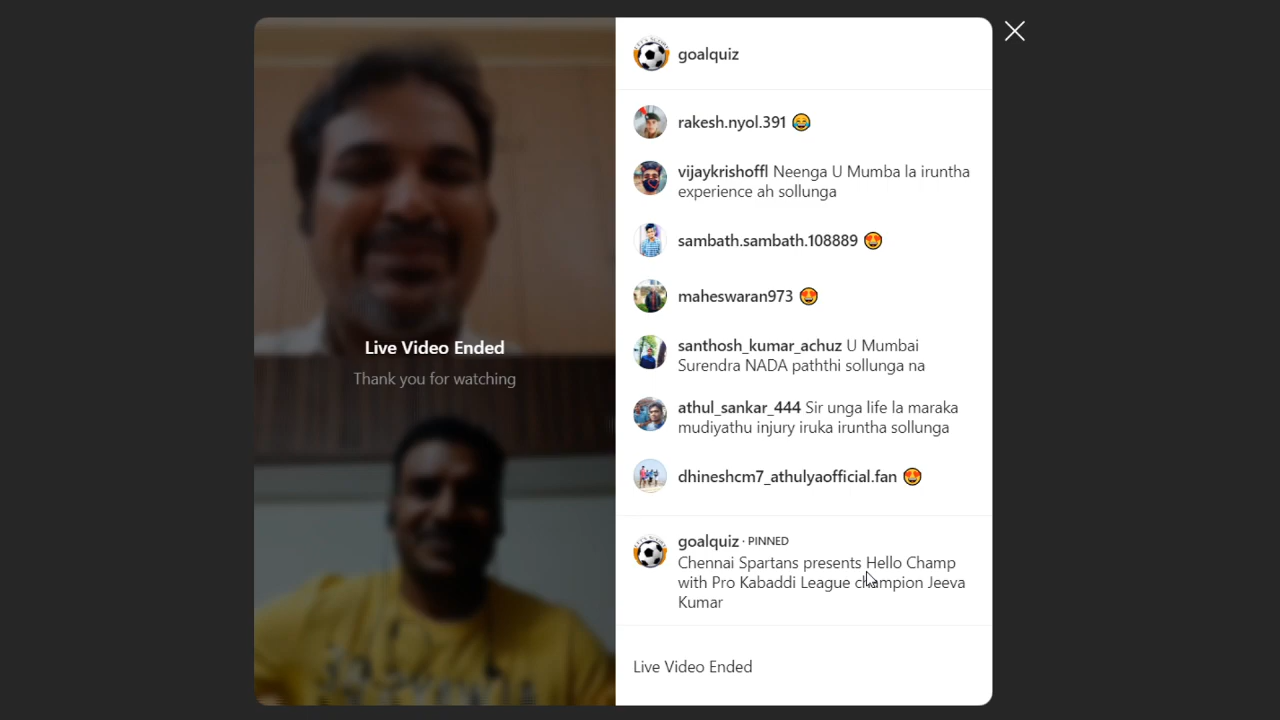 goalquiz
rakesh.nyol.391 😂
vijaykrishoffl Neenga U Mumba la iruntha
experience ah sollunga
sambath.sambath.108889 😍
maheswaran973 😍
santhosh_kumar_achuz U Mumbai
Surendra NADA paththi sollunga na
athul_sankar_444 Sir unga life la maraka
mudiyathu injury iruka iruntha sollunga
dhineshcm7_athulyaofficial.fan 😍
goalquiz · PINNED
Chennai Spartans presents Hello Champ
with Pro Kabaddi League champion Jeeva
Kumar
Live Video Ended
Live Video Ended
Thank you for watching